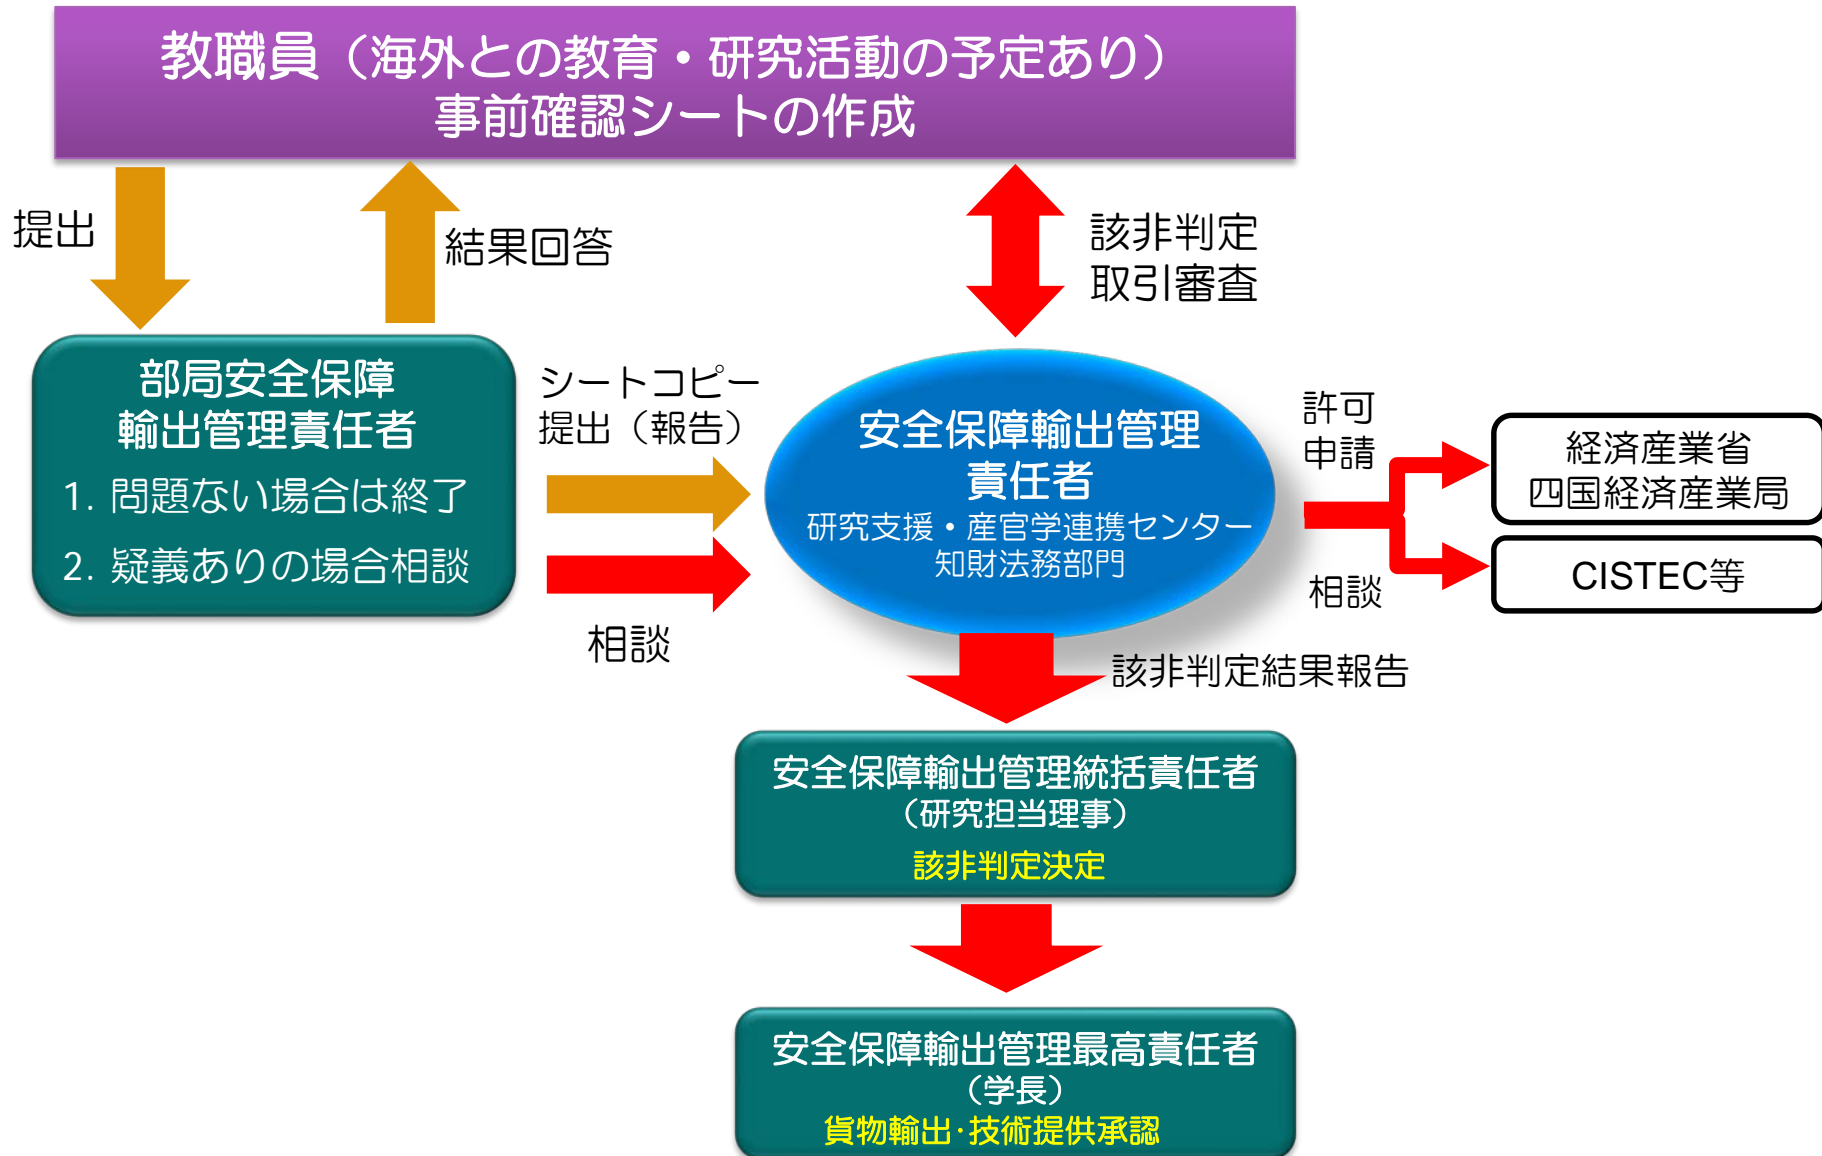 教職員（海外との教育・研究活動の予定あり）
事前確認シートの作成
提出
結果回答
該非判定
取引審査
部局安全保障
輸出管理責任者
1. 問題ない場合は終了
2. 疑義ありの場合相談
シートコピー
提出（報告）
相談
安全保障輸出管理
責任者
研究支援・産官学連携センター
知財法務部門
許可
申請
経済産業省
四国経済産業局
相談
CISTEC等
該非判定結果報告
安全保障輸出管理統括責任者
（研究担当理事）
該非判定決定
安全保障輸出管理最高責任者
（学長）
貨物輸出・技術提供承認